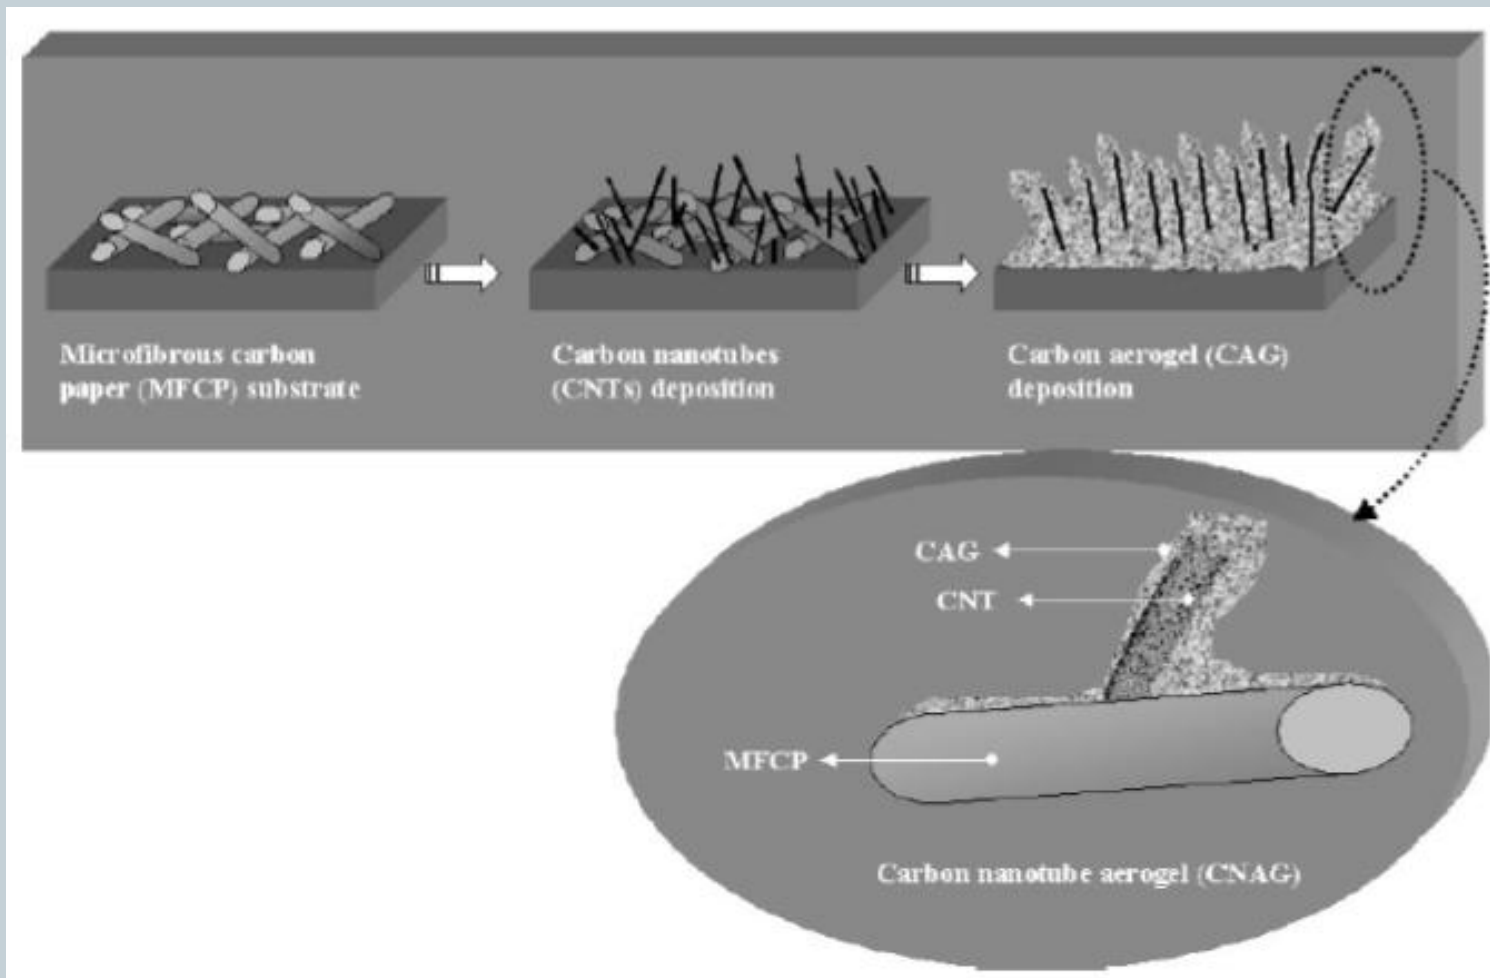 Microfibrous carbon
paper (MFCP) substrate
Carbon nanotubes
(CNTs) deposition
Carbon aerogel (CAG)
deposition
CAG
CNT
MFCP
Carbon nanotube aerogel (CNAG)